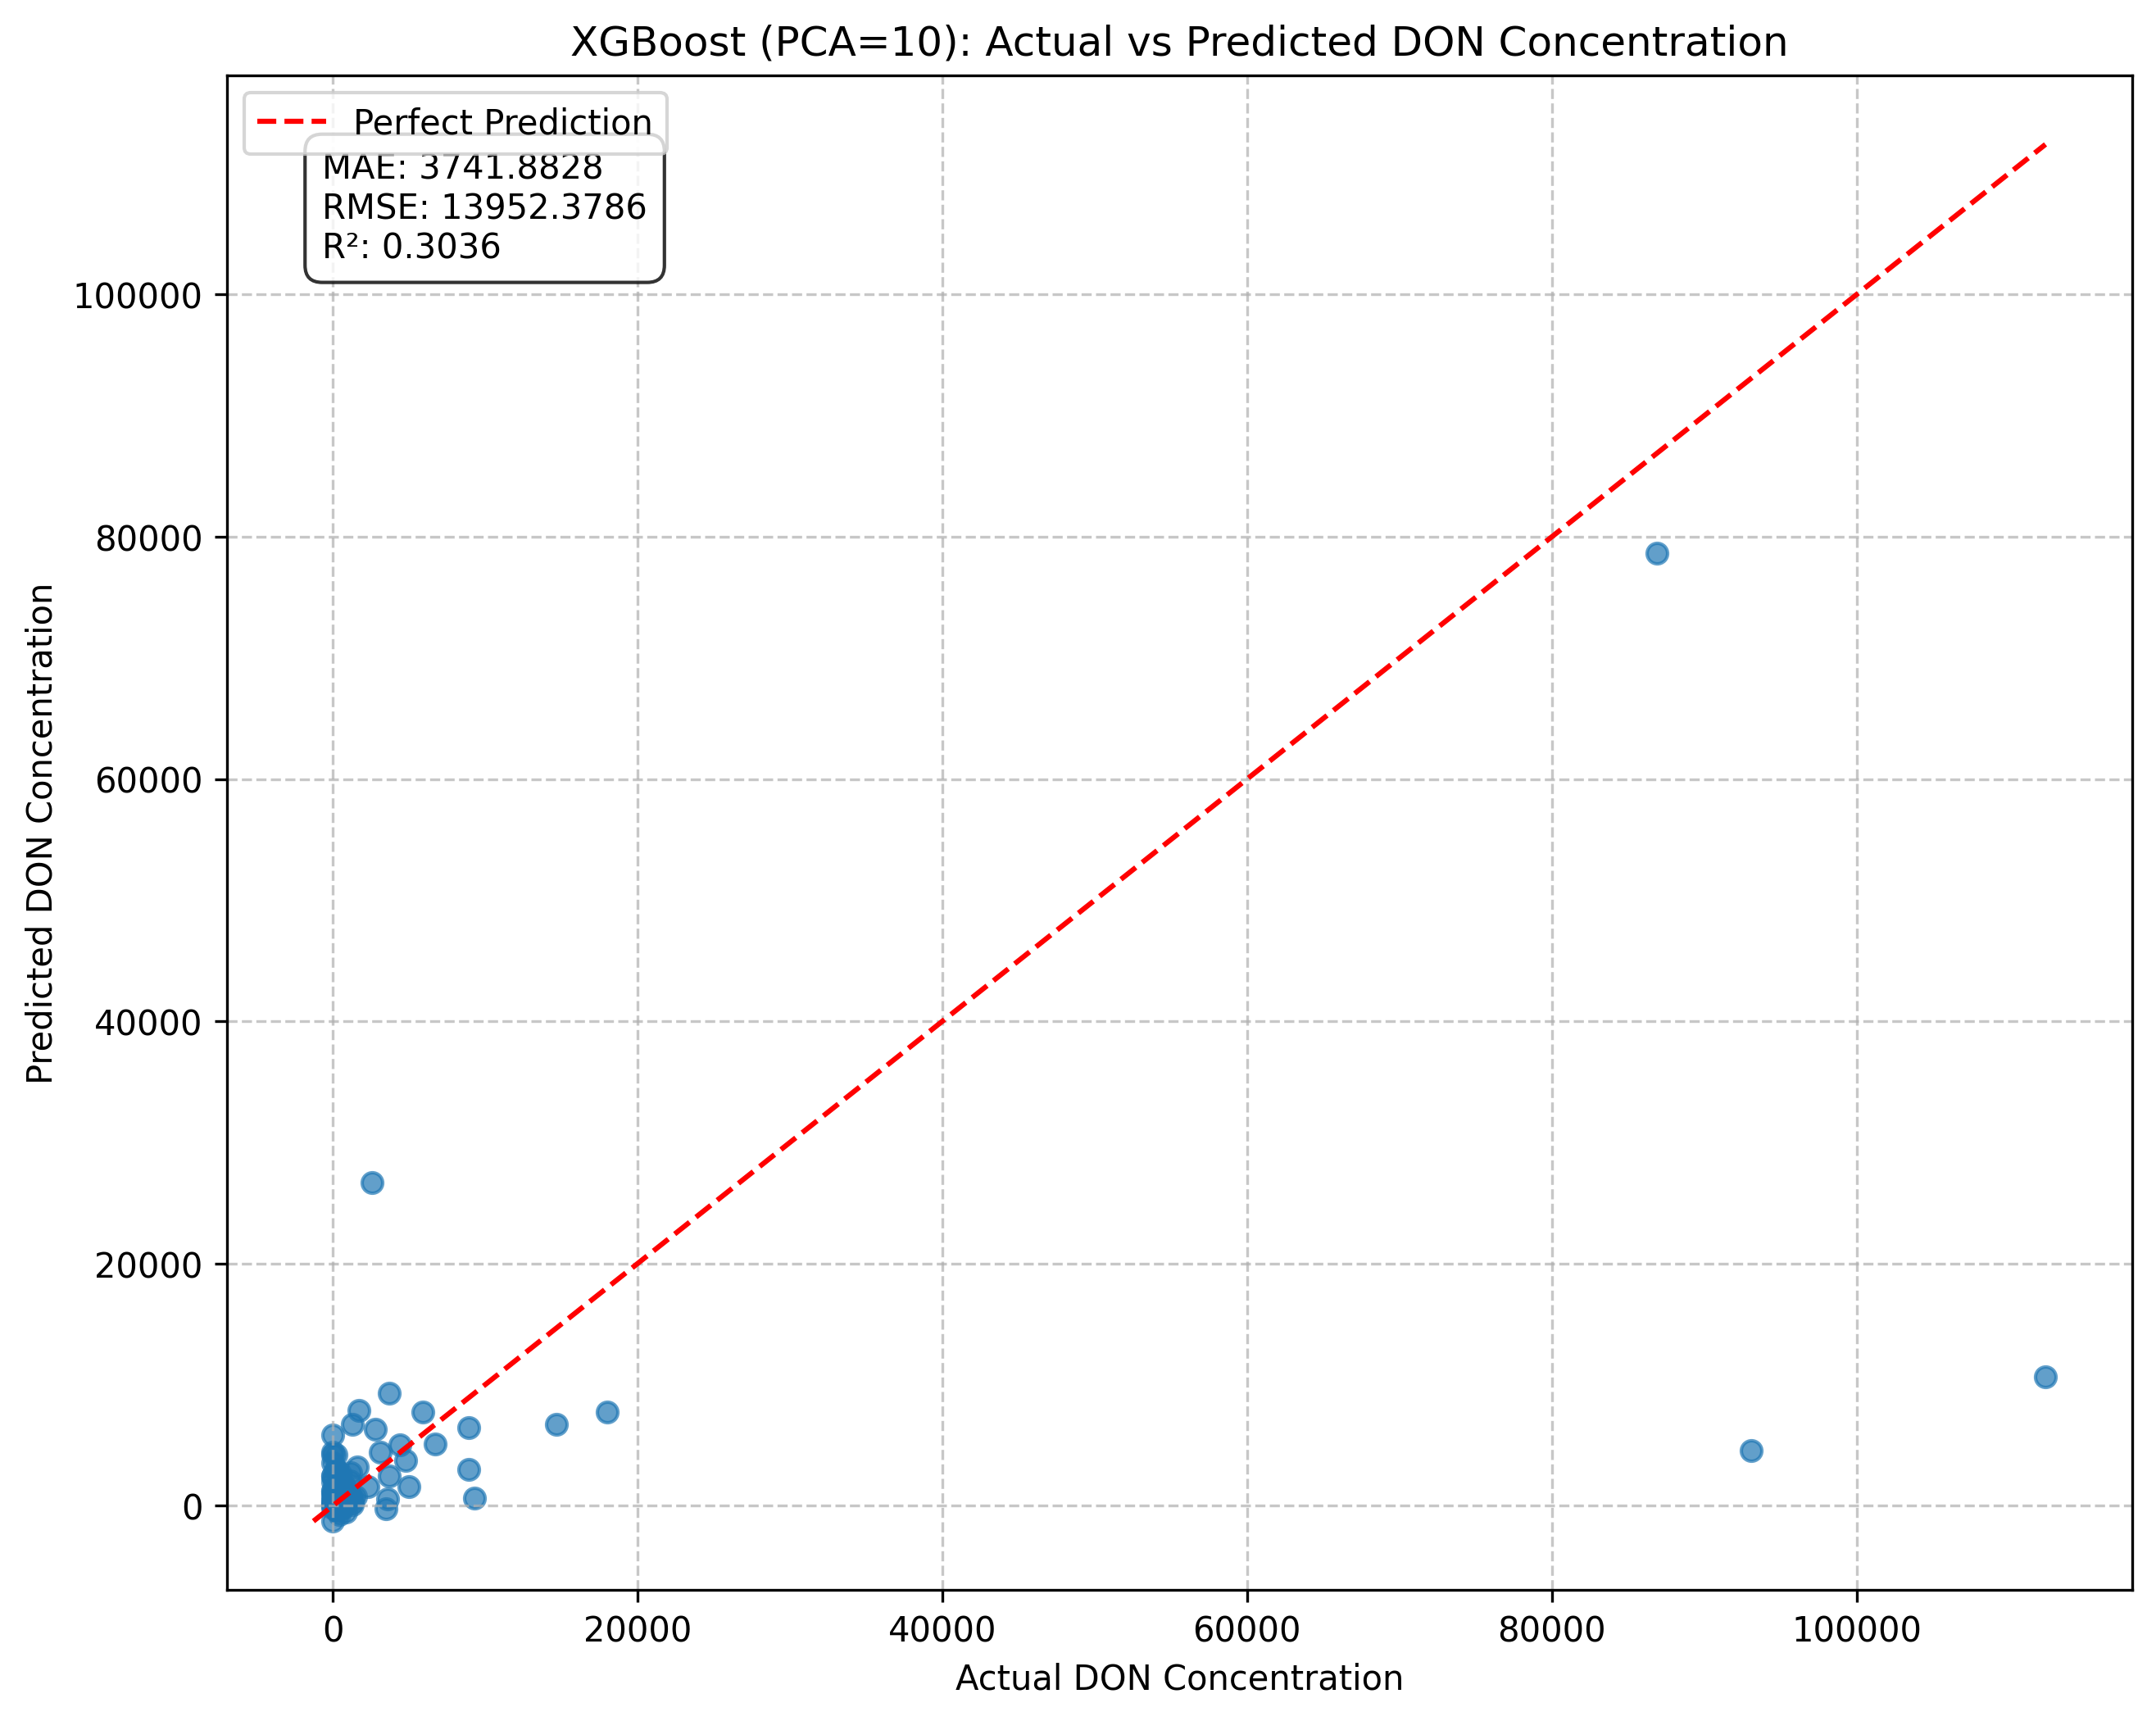 XGBoost (PCA=10): Actual vs Predicted DON Concentration
Perfect Prediction
MAE: 3741.8828
RMSE: 13952.3786
R²: 0.3036
Predicted DON Concentration
100000
80000
60000
40000
20000
0
0 20000 40000 60000 80000 100000
Actual DON Concentration